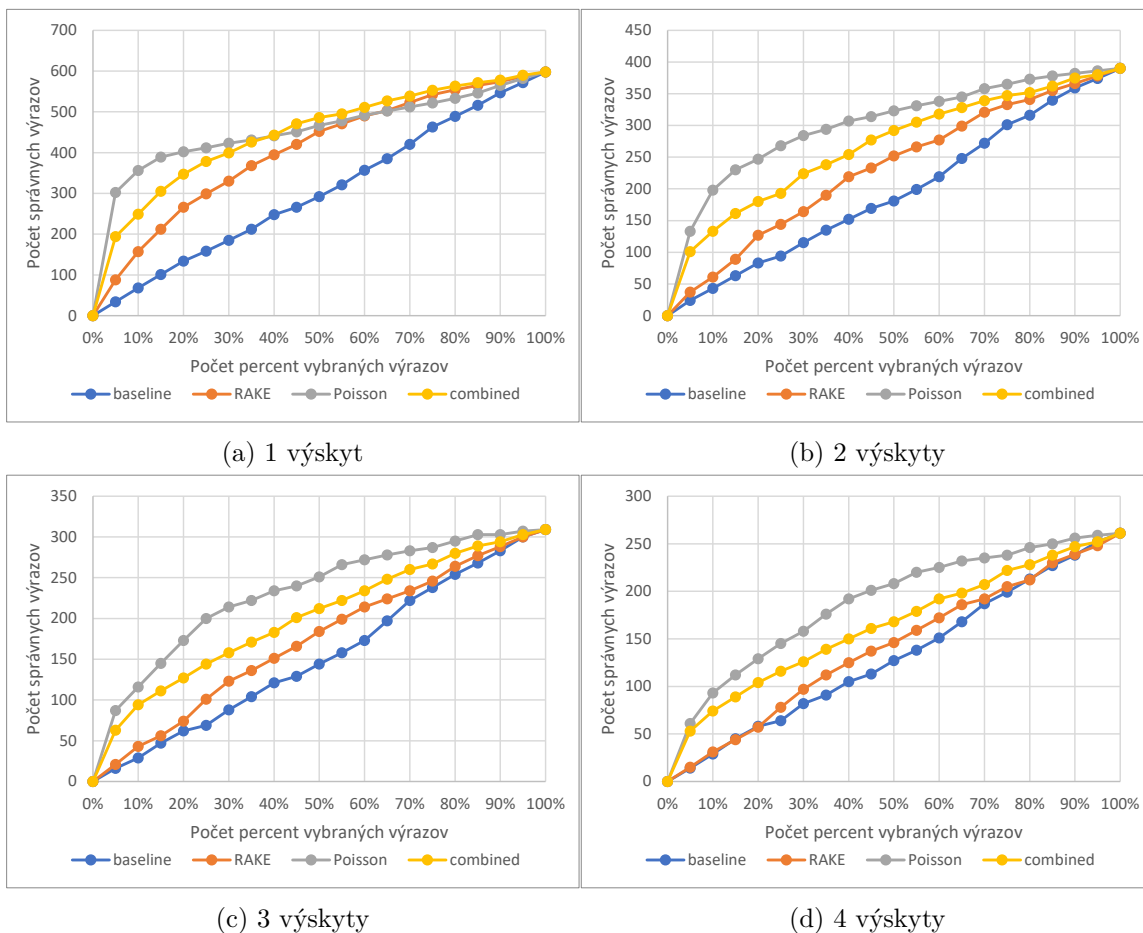 Počet správnych výrazov
700
600
500
400
300
200
100
0
0% 10% 20% 30% 40% 50% 60% 70% 80% 90% 100%
Počet percent vybraných výrazov
baseline RAKE Poisson combined
(a) 1 výskyt
Počet správnych výrazov
450
400
350
300
250
200
150
100
50
0
0% 10% 20% 30% 40% 50% 60% 70% 80% 90% 100%
Počet percent vybraných výrazov
baseline RAKE Poisson combined
(b) 2 výskyty
Počet správnych výrazov
350
300
250
200
150
100
50
0
0% 10% 20% 30% 40% 50% 60% 70% 80% 90% 100%
Počet percent vybraných výrazov
baseline RAKE Poisson combined
(c) 3 výskyty
Počet správnych výrazov
300
250
200
150
100
50
0
0% 10% 20% 30% 40% 50% 60% 70% 80% 90% 100%
Počet percent vybraných výrazov
baseline RAKE Poisson combined
(d) 4 výskyty